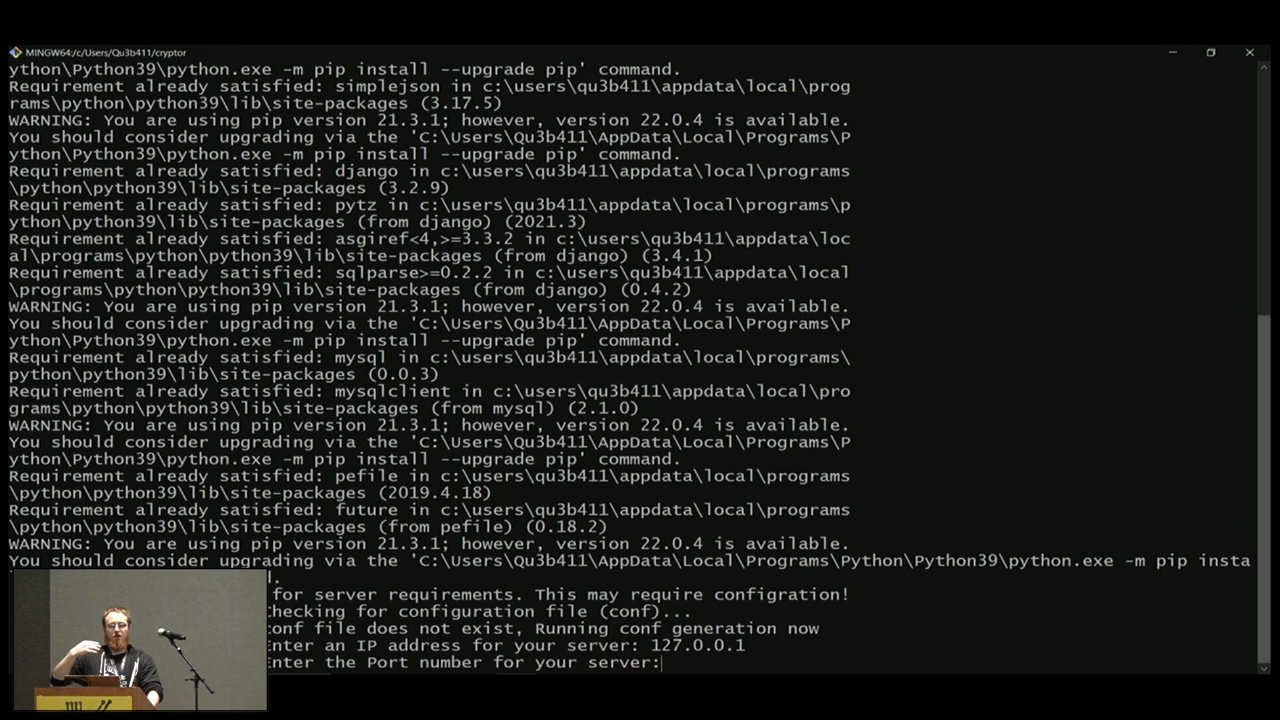 MINGW64:/c/Users/Qu3b411/cryptor
ython\Python39\python.exe -m pip install --upgrade pip' command.
Requirement already satisfied: simplejson in c:\users\qu3b411\appdata\local\prog
rams\python\python39\lib\site-packages (3.17.5)
WARNING: You are using pip version 21.3.1; however, version 22.0.4 is available.
You should consider upgrading via the 'C:\Users\Qu3b411\AppData\Local\Programs\P
ython\Python39\python.exe -m pip install --upgrade pip' command.
Requirement already satisfied: django in c:\users\qu3b411\appdata\local\programs
\python\python39\lib\site-packages (3.2.9)
Requirement already satisfied: pytz in c:\users\qu3b411\appdata\local\programs\p
ython\python39\lib\site-packages (from django) (2021.3)
Requirement already satisfied: asgiref<4,>=3.3.2 in c:\users\qu3b411\appdata\loc
al\programs\python\python39\lib\site-packages (from django) (3.4.1)
Requirement already satisfied: sqlparse>=0.2.2 in c:\users\qu3b411\appdata\local
\programs\python\python39\lib\site-packages (from django) (0.4.2)
WARNING: You are using pip version 21.3.1; however, version 22.0.4 is available.
You should consider upgrading via the 'C:\Users\Qu3b411\AppData\Local\Programs\P
ython\Python39\python.exe -m pip install --upgrade pip' command.
Requirement already satisfied: mysql in c:\users\qu3b411\appdata\local\programs\
python\python39\lib\site-packages (0.0.3)
Requirement already satisfied: mysqlclient in c:\users\qu3b411\appdata\local\pro
grams\python\python39\lib\site-packages (from mysql) (2.1.0)
WARNING: You are using pip version 21.3.1; however, version 22.0.4 is available.
You should consider upgrading via the 'C:\Users\Qu3b411\AppData\Local\Programs\P
ython\Python39\python.exe -m pip install --upgrade pip' command.
Requirement already satisfied: pefile in c:\users\qu3b411\appdata\local\programs
\python\python39\lib\site-packages (2019.4.18)
Requirement already satisfied: future in c:\users\qu3b411\appdata\local\programs
\python\python39\lib\site-packages (from pefile) (0.18.2)
WARNING: You are using pip version 21.3.1; however, version 22.0.4 is available.
You should consider upgrading via the 'C:\Users\Qu3b411\AppData\Local\Programs\Python\Python39\python.exe -m pip insta
for server requirements. This may require configration!
hecking for configuration file (conf)...
conf file does not exist, Running conf generation now
Enter an IP address for your server: 127.0.0.1
Enter the Port number for your server: